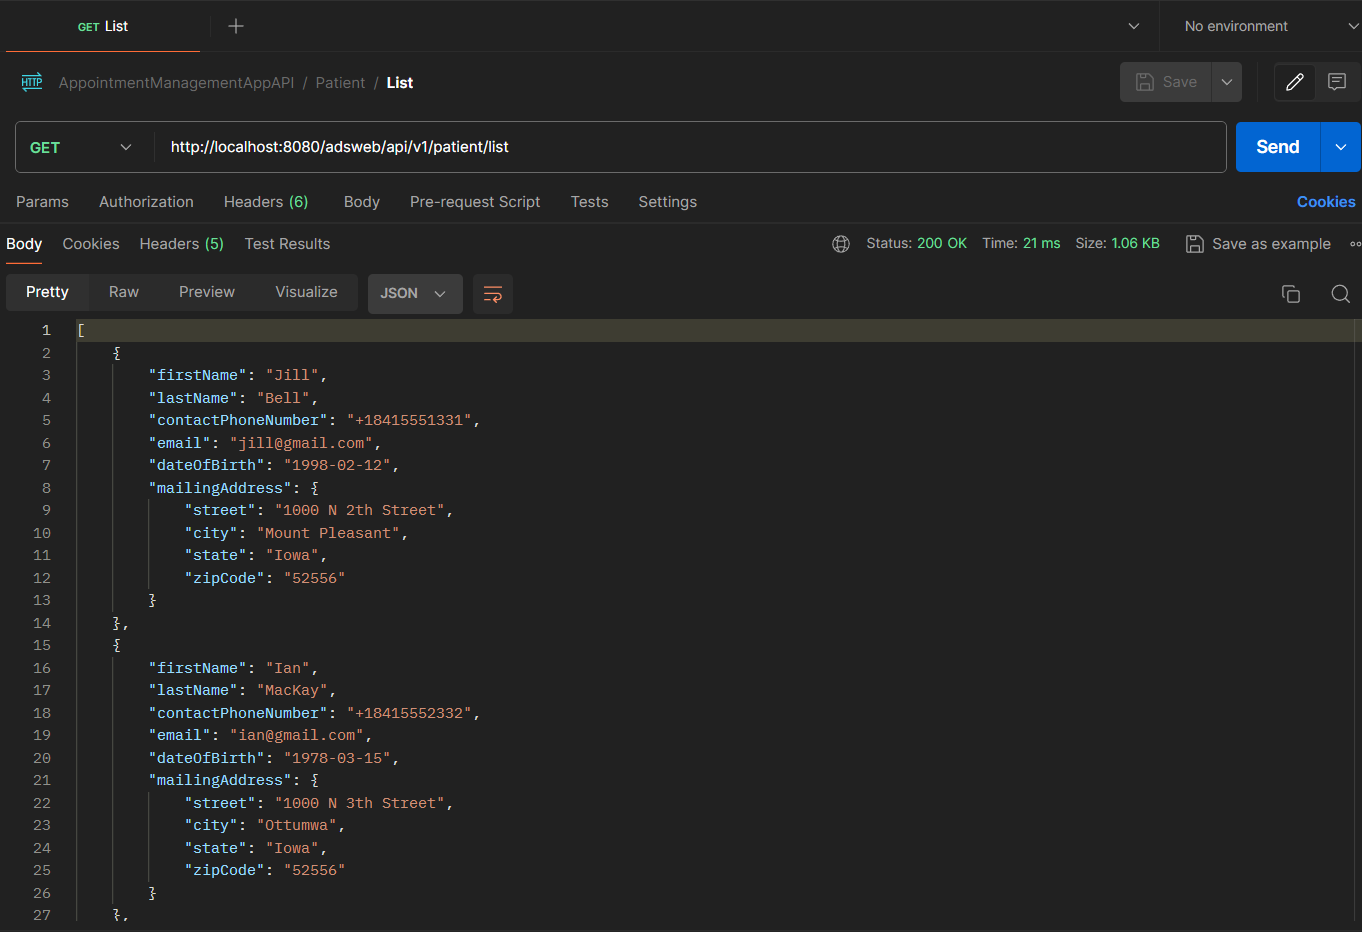 GET List
No environment
HTTP AppointmentManagementAppAPI / Patient / List
Save
GET http://localhost:8080/adsweb/api/v1/patient/list Send
Params Authorization Headers (6) Body Pre-request Script Tests Settings Cookies
Body Cookies Headers (5) Test Results Status: 200 OK Time: 21 ms Size: 1.06 KB Save as example
Pretty Raw Preview Visualize JSON
1 [
2 {
3 "firstName": "Jill",
4 "lastName": "Bell",
5 "contactPhoneNumber": "+18415551331",
6 "email": "jill@gmail.com",
7 "dateOfBirth": "1998-02-12",
8 "mailingAddress": {
9 "street": "1000 N 2th Street",
10 "city": "Mount Pleasant",
11 "state": "Iowa",
12 "zipCode": "52556"
13 }
14 },
15 {
16 "firstName": "Ian",
17 "lastName": "MacKay",
18 "contactPhoneNumber": "+18415552332",
19 "email": "ian@gmail.com",
20 "dateOfBirth": "1978-03-15",
21 "mailingAddress": {
22 "street": "1000 N 3th Street",
23 "city": "Ottumwa",
24 "state": "Iowa",
25 "zipCode": "52556"
26 }
27 },